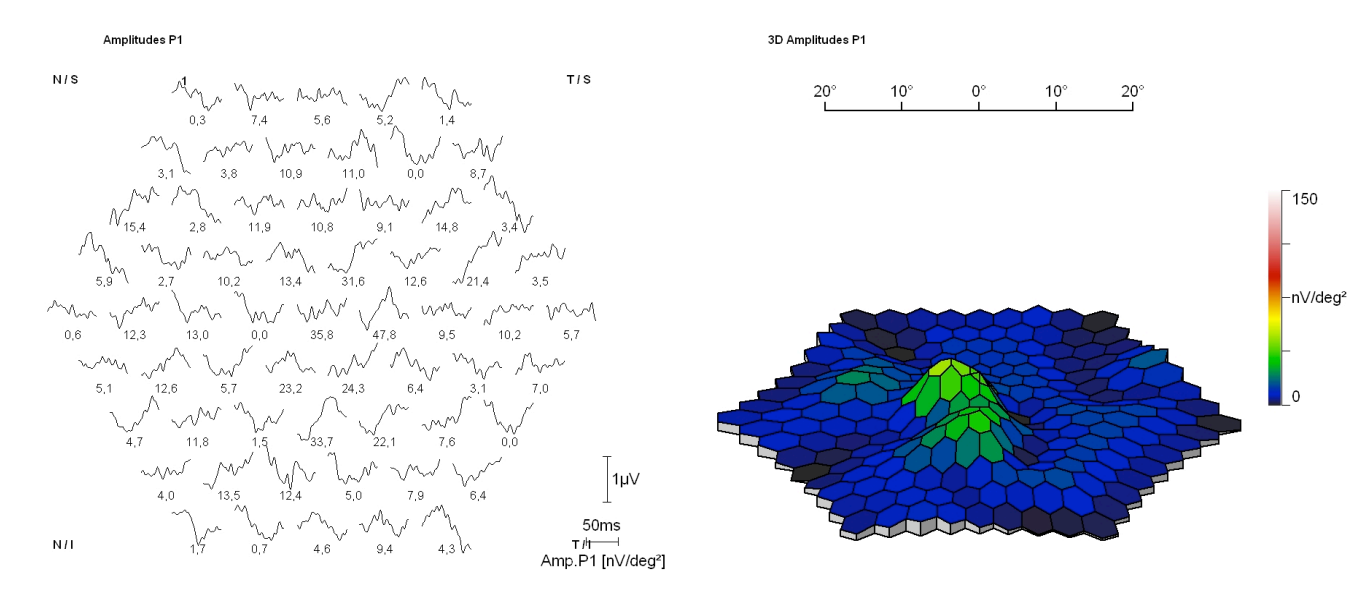 Amplitudes P1
3D Amplitudes P1
N / S
1
T / S
20° 10° 0° 10° 20°
0,3 7,4 5,6 5,2 1,4
3,1 3,8 10,9 11,0 0,0 8,7
15,4 2,8 11,9 10,8 9,1 14,8 3,4
5,9 2,7 10,2 13,4 31,6 12,6 21,4 3,5
0,6 12,3 13,0 0,0 35,8 47,8 9,5 10,2 5,7
5,1 12,6 5,7 23,2 24,3 6,4 3,1 7,0
4,7 11,8 1,5 33,7 22,1 7,6 0,0
4,0 13,5 12,4 5,0 7,9 6,4
1,7 0,7 4,6 9,4 4,3
150
nV/deg²
0
1µV
50ms
N / I
T / I
Amp.P1 [nV/deg²]